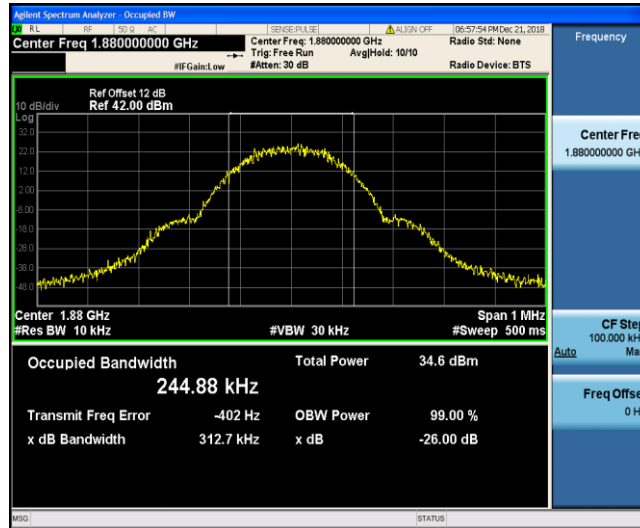 Agilent Spectrum Analyzer - Occupied BW
RL RF 50 Ω AC SENSE:PULSE ALIGN OFF 06:57:54 PM Dec 21, 2018
Center Freq 1.880000000 GHz Center Freq: 1.880000000 GHz Radio Std: None
Trig: Free Run Avg|Hold: 10/10
#IFGain:Low #Atten: 30 dB Radio Device: BTS
Frequency
Ref Offset 12 dB
10 dB/div Ref 42.00 dBm
Log
32.0
22.0
12.0
2.00
-8.00
-18.0
-28.0
-38.0
-48.0
Center 1.88 GHz Span 1 MHz
#Res BW 10 kHz #VBW 30 kHz #Sweep 500 ms
Center Fre
1.880000000 GH
CF Ste
100.000 kH
Auto Ma
Freq Offse
0 H
Occupied Bandwidth Total Power 34.6 dBm
244.88 kHz
Transmit Freq Error -402 Hz OBW Power 99.00 %
x dB Bandwidth 312.7 kHz x dB -26.00 dB
MSG STATUS